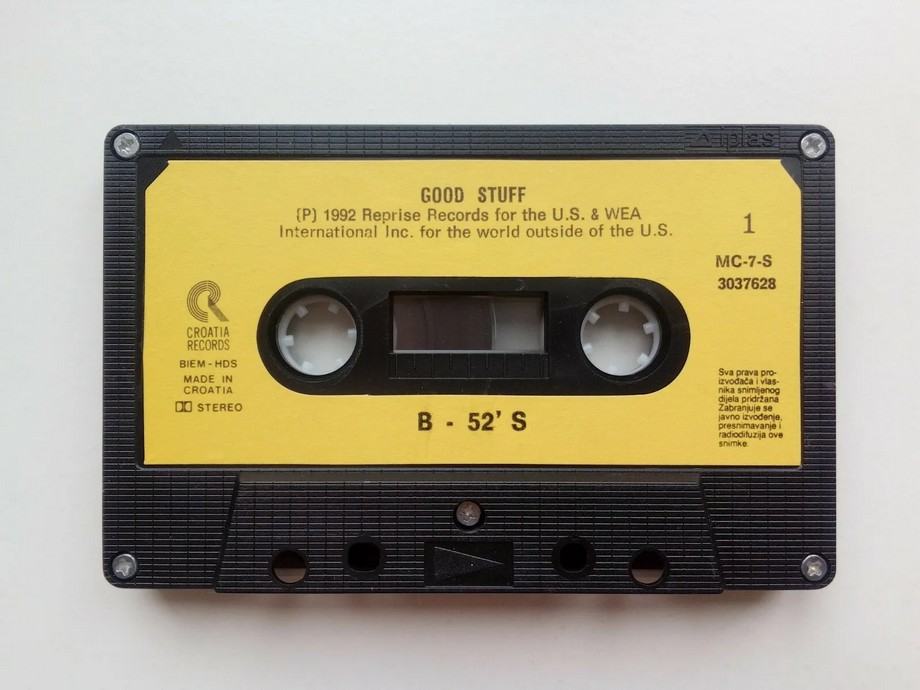 iplas
GOOD STUFF
(P) 1992 Reprise Records for the U.S. & WEA
International Inc. for the world outside of the U.S.
1
MC-7-S
3037628
CROATIA
RECORDS
BIEM - HDS
MADE IN
CROATIA
STEREO
B - 52' S
Sva prava pro-
izvođača i vlas-
nika snimljenog
dijela pridržana
Zabranjuje se
javno izvođenje,
presnimavanje i
radiodifuzija ove
snimke.